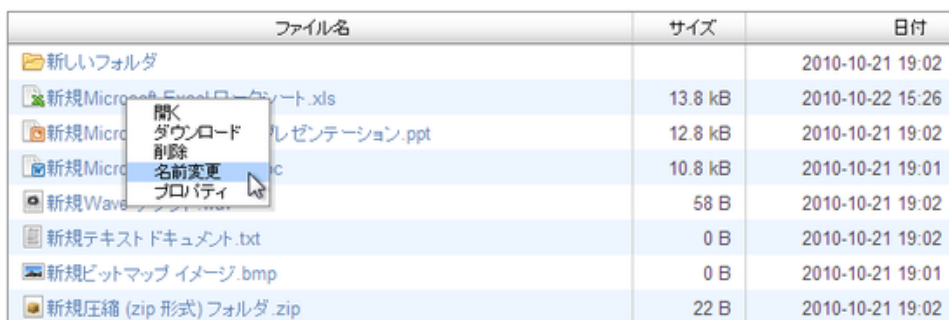 ファイル名 サイズ 日付
新しいフォルダ 2010-10-21 19:02
新規Microsoft Excel ワークシート.xls 13.8 kB 2010-10-22 15:26
開く
ダウンロード
新規Micro プレゼンテーション.ppt 12.8 kB 2010-10-21 19:02
削除
新規Micro 10.8 kB 2010-10-21 19:01
名前変更
プロパティ
新規Wave 58 B 2010-10-21 19:02
新規テキスト ドキュメント.txt 0 B 2010-10-21 19:02
新規ビットマップ イメージ.bmp 0 B 2010-10-21 19:01
新規圧縮 (zip 形式) フォルダ.zip 22 B 2010-10-21 19:02